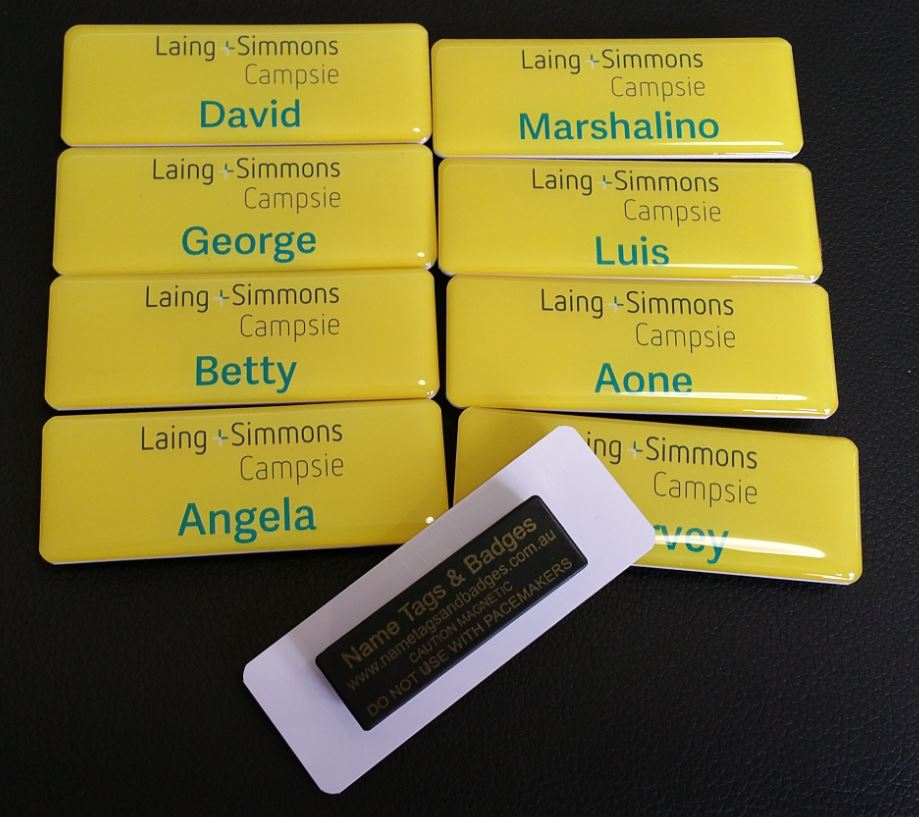 Laing +Simmons
Campsie
David
Laing +Simmons
Campsie
Marshalino
Laing +Simmons
Campsie
George
Laing +Simmons
Campsie
Luis
Laing +Simmons
Campsie
Betty
Laing +Simmons
Campsie
Aone
Laing +Simmons
Campsie
Angela
ing +Simmons
Campsie
rvey
Name Tags & Badges
www.nametagsandbadges.com.au
CAUTION MAGNETIC
DO NOT USE WITH PACEMAKERS